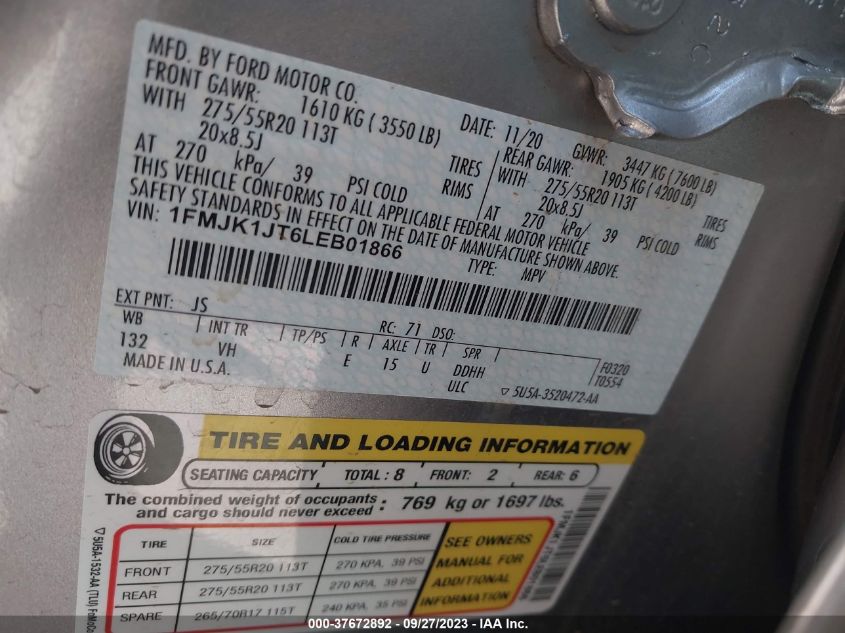 MFD. BY FORD MOTOR CO.
DATE: 11/20
GVWR: 3447 KG (7600 LB)
FRONT GAWR: 1610 KG (3550 LB)
WITH 275/55R20 113T TIRES
20x8.5J RIMS
AT 270 kPa/ 39 PSI COLD
REAR GAWR: 1905 KG (4200 LB)
WITH 275/55R20 113T TIRES
20x8.5J RIMS
AT 270 kPa/ 39 PSI COLD
THIS VEHICLE CONFORMS TO ALL APPLICABLE FEDERAL MOTOR VEHICLE
SAFETY STANDARDS IN EFFECT ON THE DATE OF MANUFACTURE SHOWN ABOVE.
VIN: 1FMJK1JT6LEB01866
TYPE: MPV
EXT PNT: JS RC: 71 DSO:
WB INT TR TP/PS R AXLE TR SPR
132 VH E 15 U DDHH
ULC
F0320
T0554
MADE IN U.S.A.
5U5A-3520472-AA
TIRE AND LOADING INFORMATION
SEATING CAPACITY TOTAL: 8 FRONT: 2 REAR: 6
The combined weight of occupants
and cargo should never exceed : 769 kg or 1697 lbs.
TIRE SIZE COLD TIRE PRESSURE
FRONT 275/55R20 113T 270 KPA, 39 PSI
REAR 275/55R20 113T 270 KPA, 39 PSI
SPARE 265/70R17 115T 240 KPA, 35 PSI
SEE OWNERS
MANUAL FOR
ADDITIONAL
INFORMATION
5U5A-1532-AA (TLU) FoMoCo
000-37672892 - 09/27/2023 - IAA Inc.